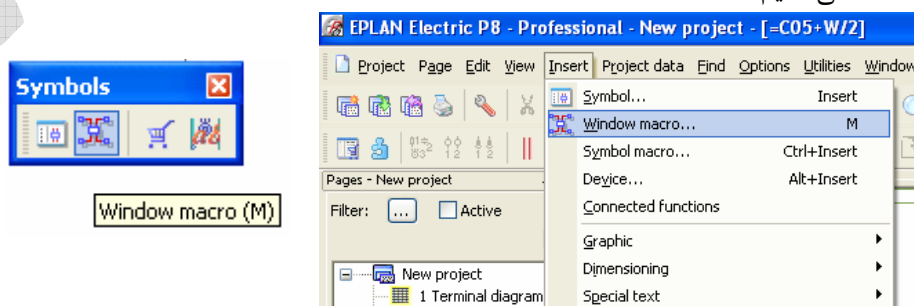 EPLAN Electric P8 - Professional - New project - [=C05+W/2]
Project Page Edit View Insert Project data Find Options Utilities Window
Symbols
Window macro (M)
Symbol... Insert
Window macro... M
Symbol macro... Ctrl+Insert
Device... Alt+Insert
Connected functions
Graphic
Dimensioning
Special text
Pages - New project
Filter: ... Active
New project
1 Terminal diagram